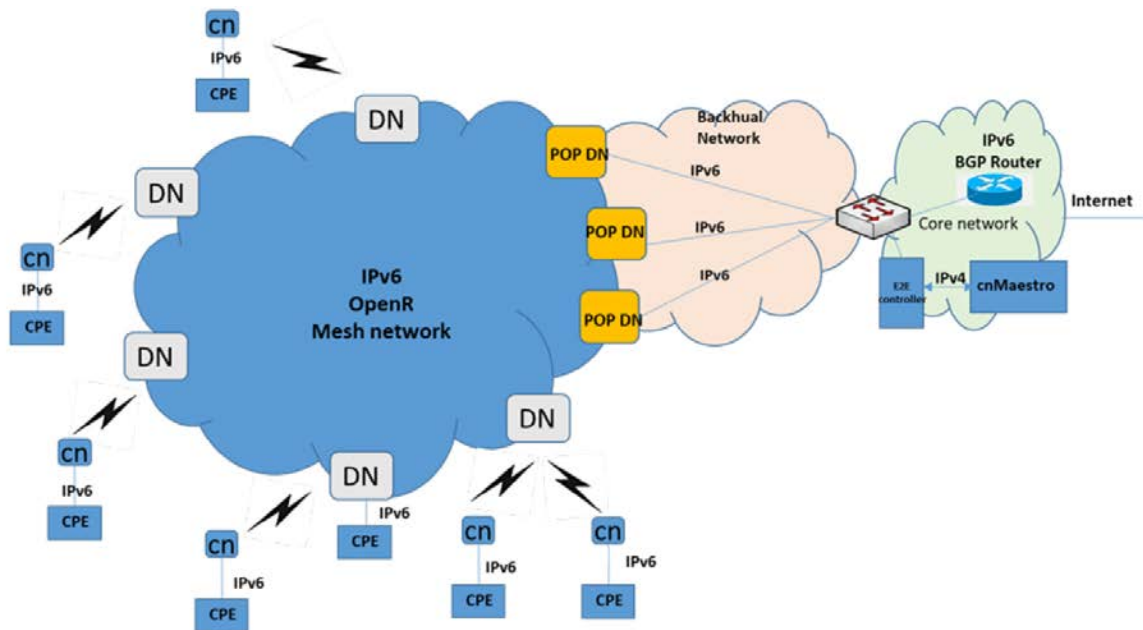 cn
IPv6
CPE
DN
DN
cn
IPv6
CPE
DN
cn
IPv6
CPE
cn
IPv6
CPE
DN
IPv6
CPE
DN
cn
IPv6
CPE
cn
IPv6
CPE
IPv6
OpenR
Mesh network
POP DN
POP DN
POP DN
Backhual
Network
IPv6
IPv6
IPv6
IPv6
BGP Router
Core network
Internet
E2E
controller
IPv4
cnMaestro